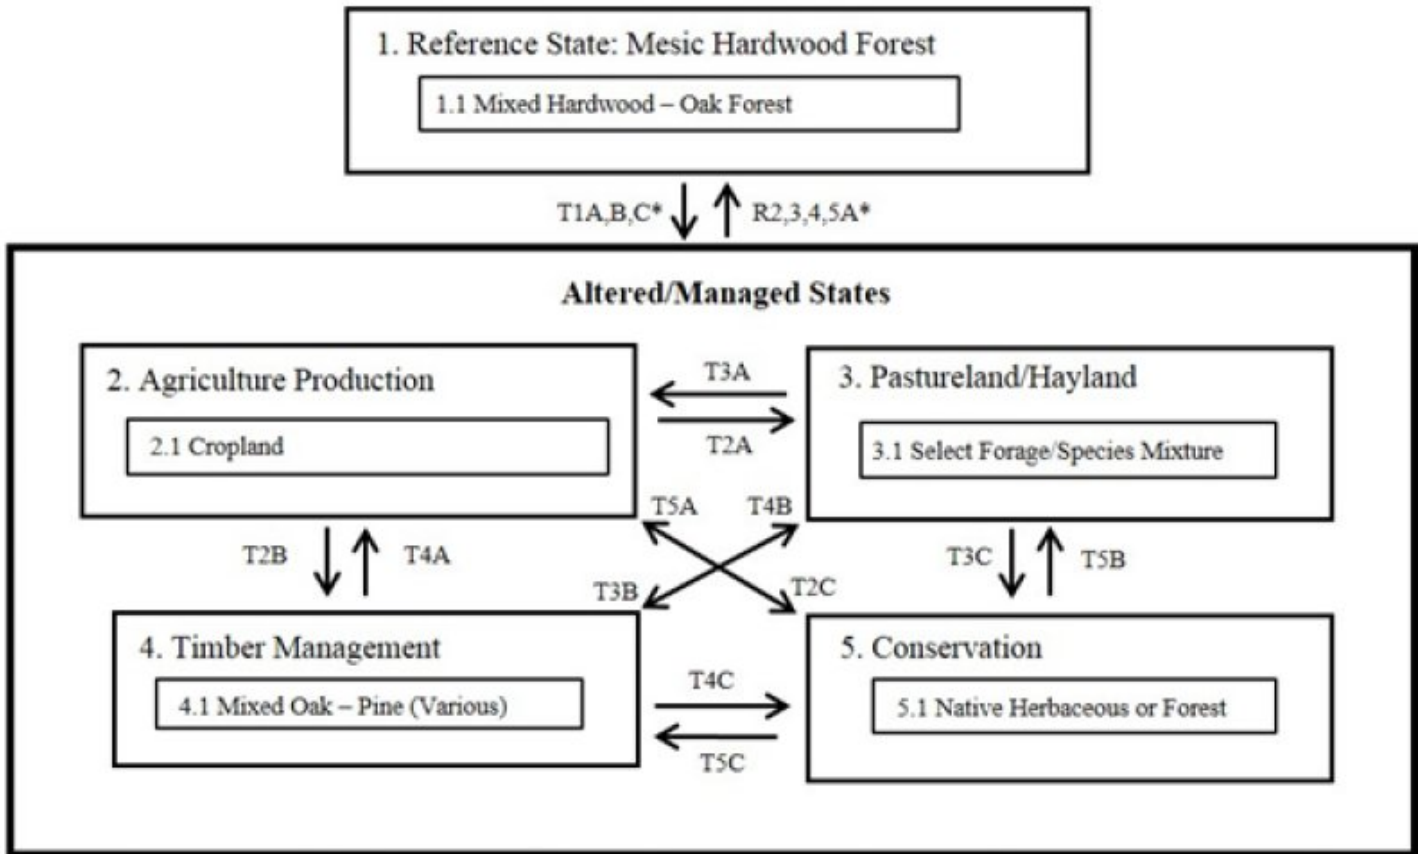 1. Reference State: Mesic Hardwood Forest
1.1 Mixed Hardwood – Oak Forest
T1A,B,C*
R2,3,4,5A*
Altered/Managed States
2. Agriculture Production
2.1 Cropland
T3A
T2A
3. Pastureland/Hayland
3.1 Select Forage/Species Mixture
T5A
T4B
T2B
T4A
T3B
T2C
T3C
T5B
4. Timber Management
4.1 Mixed Oak – Pine (Various)
T4C
T5C
5. Conservation
5.1 Native Herbaceous or Forest